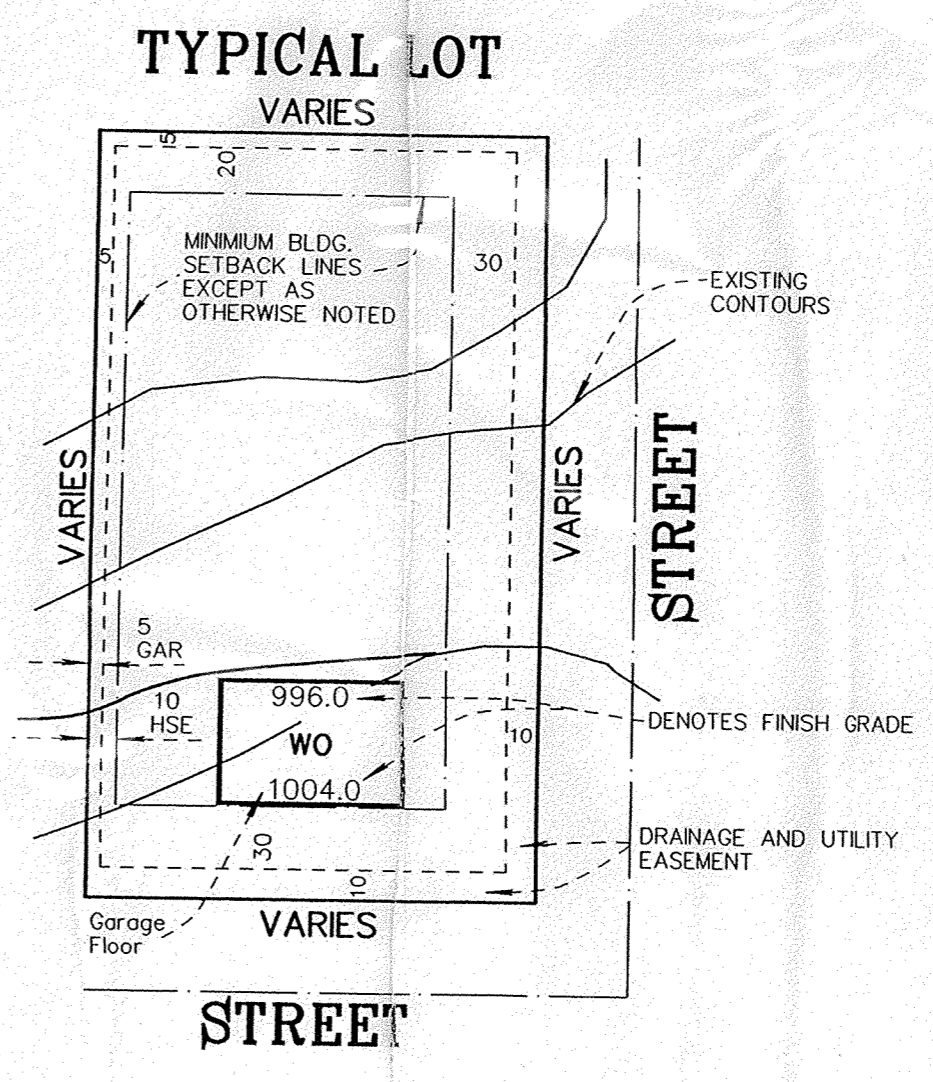 TYPICAL LOT
VARIES
5
20
5
MINIMIUM BLDG.
SETBACK LINES
EXCEPT AS
OTHERWISE NOTED
30
EXISTING
CONTOURS
VARIES
VARIES
STREET
5
GAR
10
HSE
996.0
WO
1004.0
DENOTES FINISH GRADE
10
30
10
DRAINAGE AND UTILITY
EASEMENT
Garage
Floor
VARIES
STREET